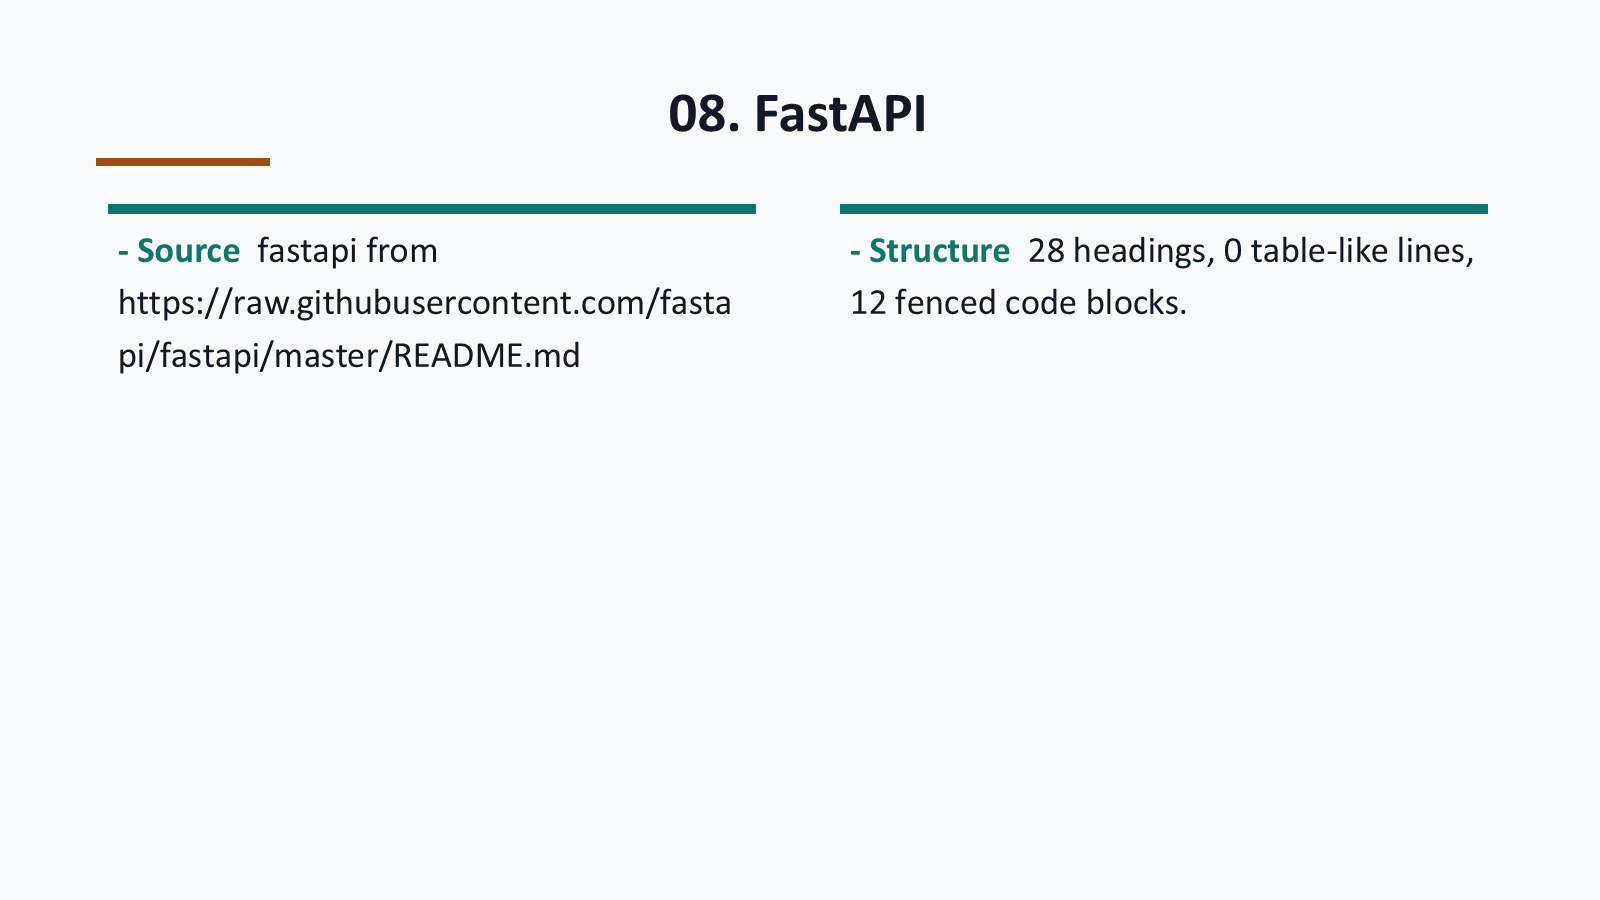 08. FastAPI
- Source  fastapi from
https://raw.githubusercontent.com/fasta
pi/fastapi/master/README.md
- Structure  28 headings, 0 table-like lines,
12 fenced code blocks.